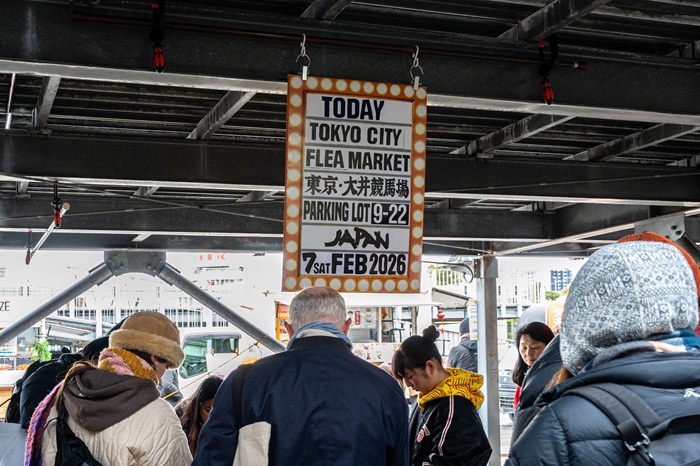 TODAY
TOKYO CITY
FLEA MARKET
東京・大井競馬場
PARKING LOT 9-22
JAPAN
7 SAT FEB 2026